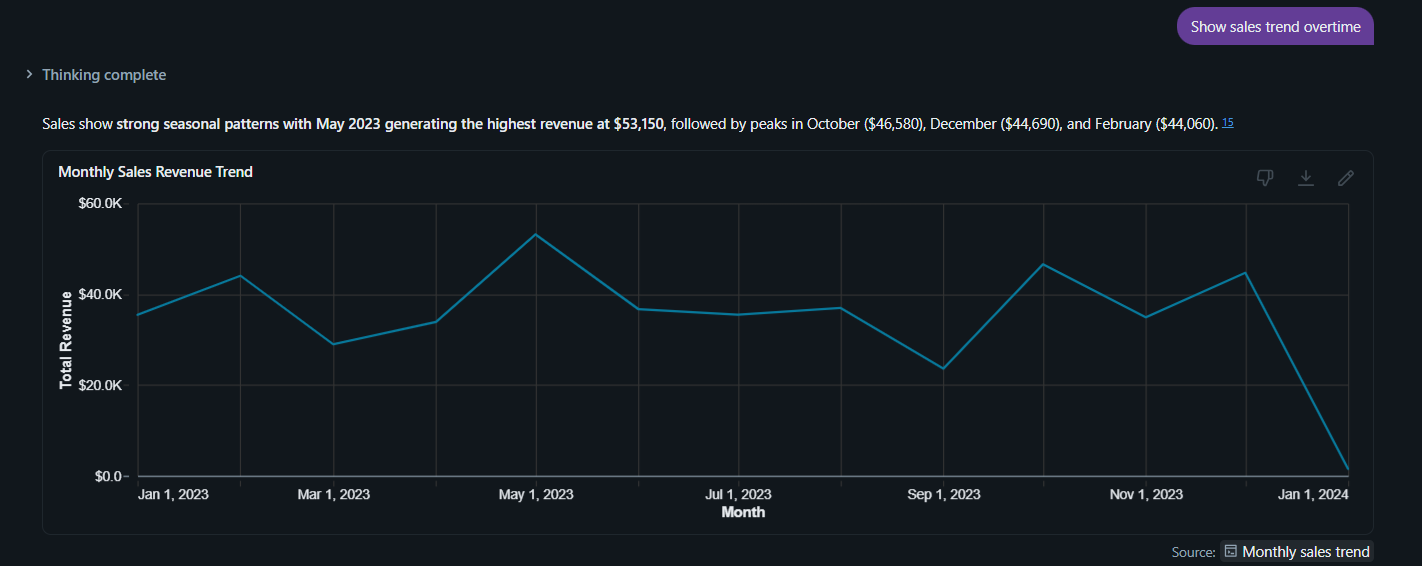 Show sales trend overtime
Thinking complete
Sales show strong seasonal patterns with May 2023 generating the highest revenue at $53,150, followed by peaks in October ($46,580), December ($44,690), and February ($44,060). 15
Monthly Sales Revenue Trend
$60.0K
$40.0K
$20.0K
$0.0
Total Revenue
Jan 1, 2023 Mar 1, 2023 May 1, 2023 Jul 1, 2023 Sep 1, 2023 Nov 1, 2023 Jan 1, 2024
Month
Source: Monthly sales trend